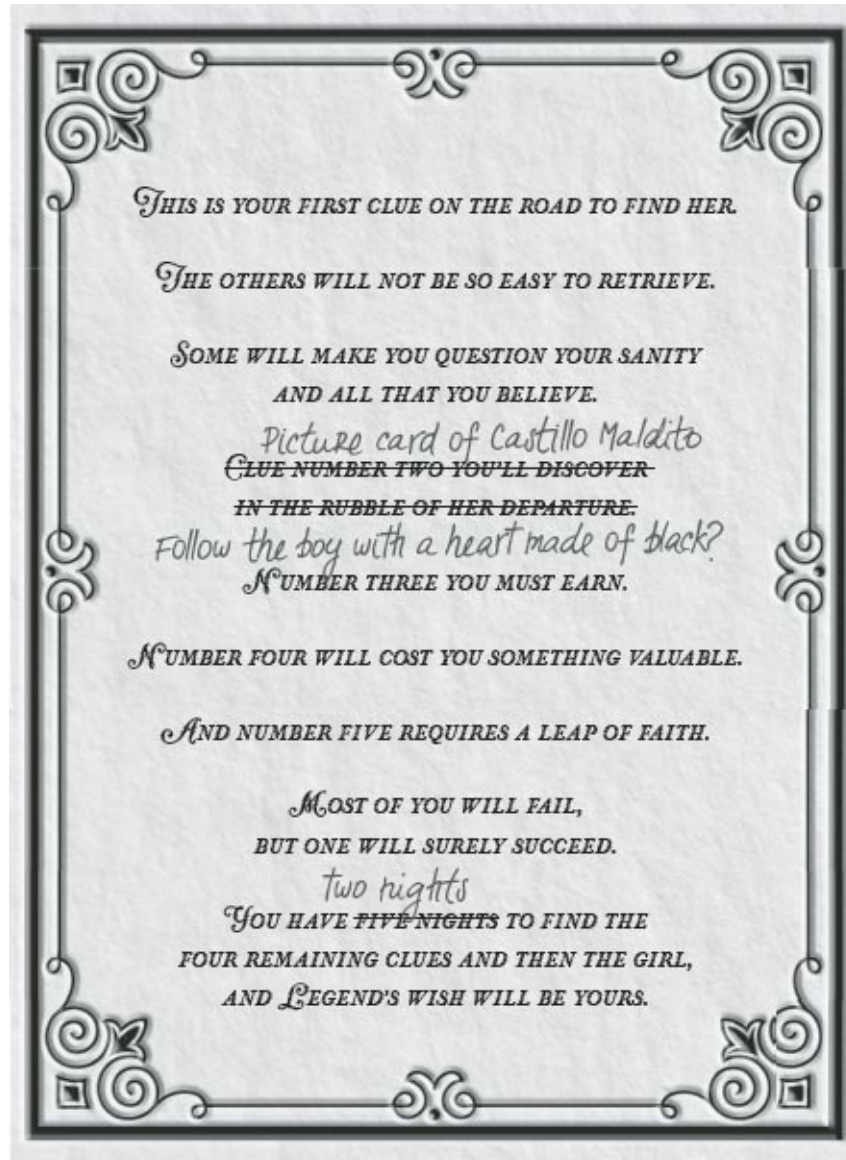 This is your first clue on the road to find her.
The others will not be so easy to retrieve.
Some will make you question your sanity
and all that you believe.
Picture card of Castillo Maldito
Clue number two you'll discover
in the rubble of her departure.
Follow the boy with a heart made of black?
Number three you must earn.
Number four will cost you something valuable.
And number five requires a leap of faith.
Most of you will fail,
but one will surely succeed.
two nights
You have five nights to find the
four remaining clues and then the girl,
and Legend's wish will be yours.